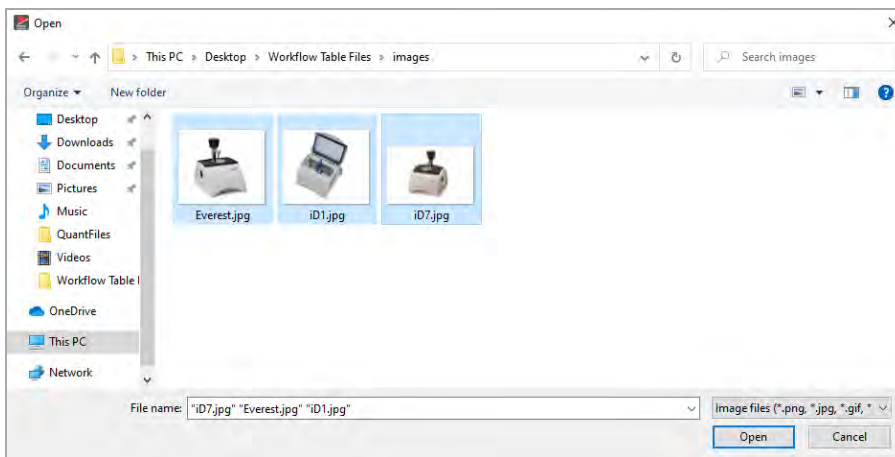 Open
This PC > Desktop > Workflow Table Files > images
Search images
Organize
New folder
Desktop
Downloads
Documents
Pictures
Music
QuantFiles
Videos
Workflow Table
OneDrive
This PC
Network
Everest.jpg
iD1.jpg
iD7.jpg
File name: "iD7.jpg" "Everest.jpg" "iD1.jpg"
Image files (*.png, *.jpg, *.gif, *
Open
Cancel